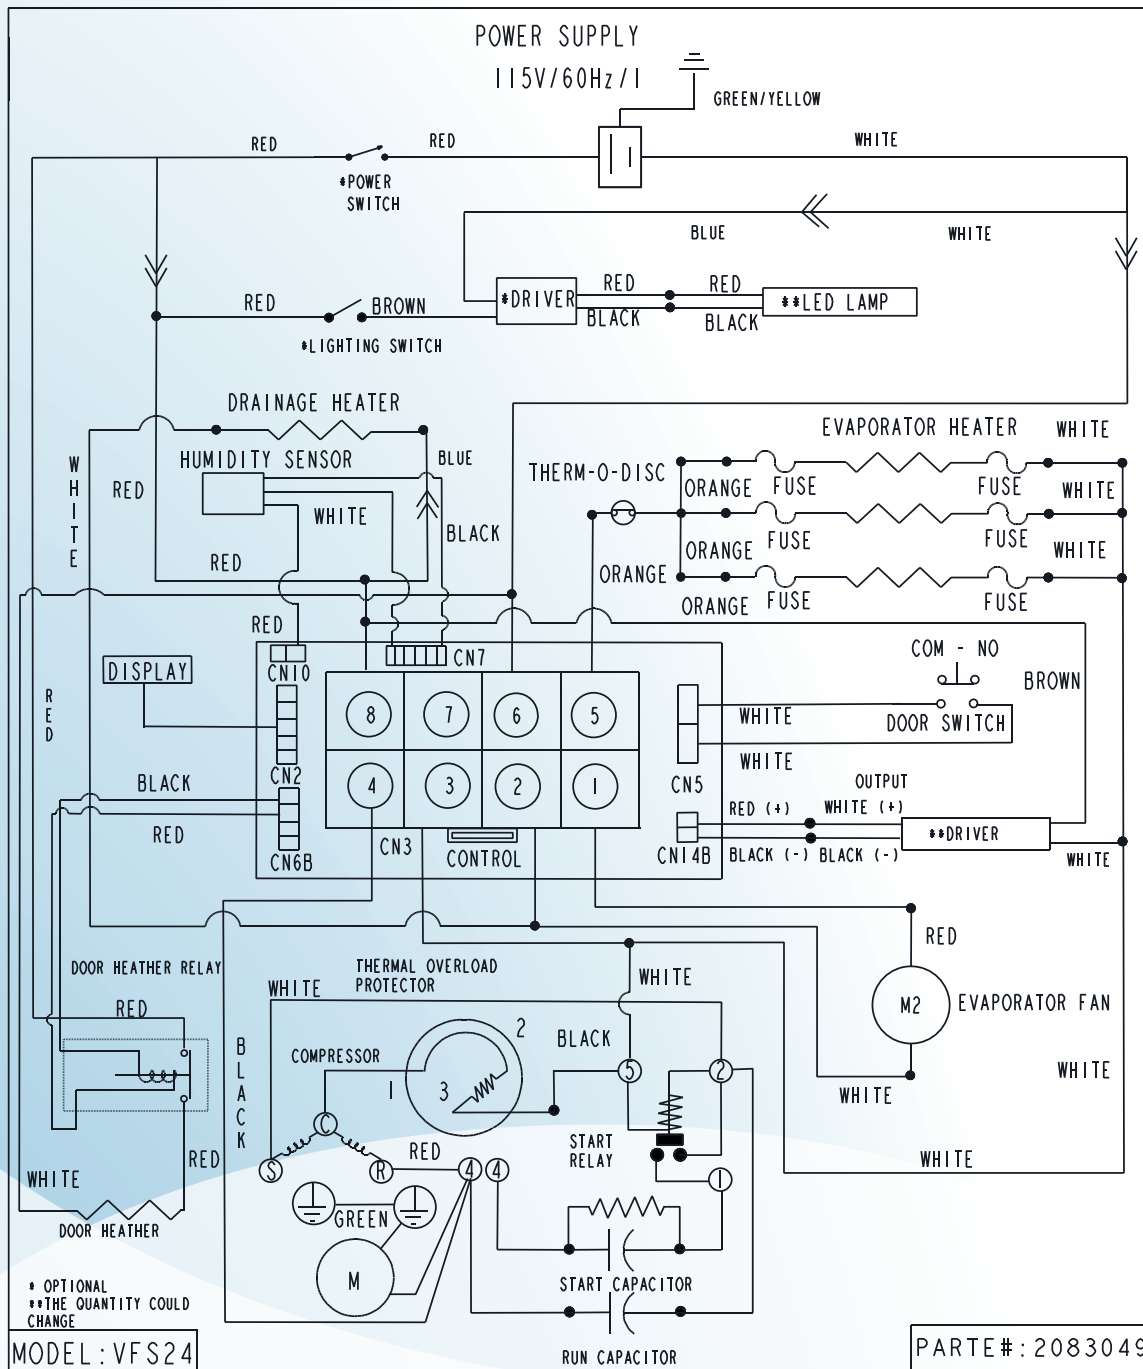 POWER SUPPLY
115V/60Hz/1
GREEN/YELLOW
RED
RED
WHITE
*POWER
SWITCH
BLUE
WHITE
RED
BROWN
*DRIVER
RED
RED
BLACK
BLACK
**LED LAMP
*LIGHTING SWITCH
DRAINAGE HEATER
EVAPORATOR HEATER
WHITE
HUMIDITY SENSOR
BLUE
THERM-O-DISC
WHITE
RED
WHITE
BLACK
ORANGE
FUSE
FUSE
WHITE
ORANGE
FUSE
FUSE
WHITE
RED
ORANGE
ORANGE
FUSE
FUSE
RED
CN10
CN7
COM - NO
DISPLAY
BROWN
RED
8
7
6
5
WHITE
DOOR SWITCH
WHITE
CN2
CN5
BLACK
4
3
2
1
OUTPUT
RED (+)
WHITE (+)
RED
CN6B
CN3
CONTROL
CN14B
BLACK (-)
BLACK (-)
**DRIVER
WHITE
RED
DOOR HEATHER RELAY
THERMAL OVERLOAD
PROTECTOR
WHITE
WHITE
RED
M2
EVAPORATOR FAN
BLACK
COMPRESSOR
1
2
3
BLACK
5
2
WHITE
WHITE
C
S
R
RED
4
4
START
RELAY
1
WHITE
RED
WHITE
GREEN
DOOR HEATHER
M
START CAPACITOR
* OPTIONAL
**THE QUANTITY COULD
CHANGE
RUN CAPACITOR
MODEL:VFS24
PARTE#:2083049